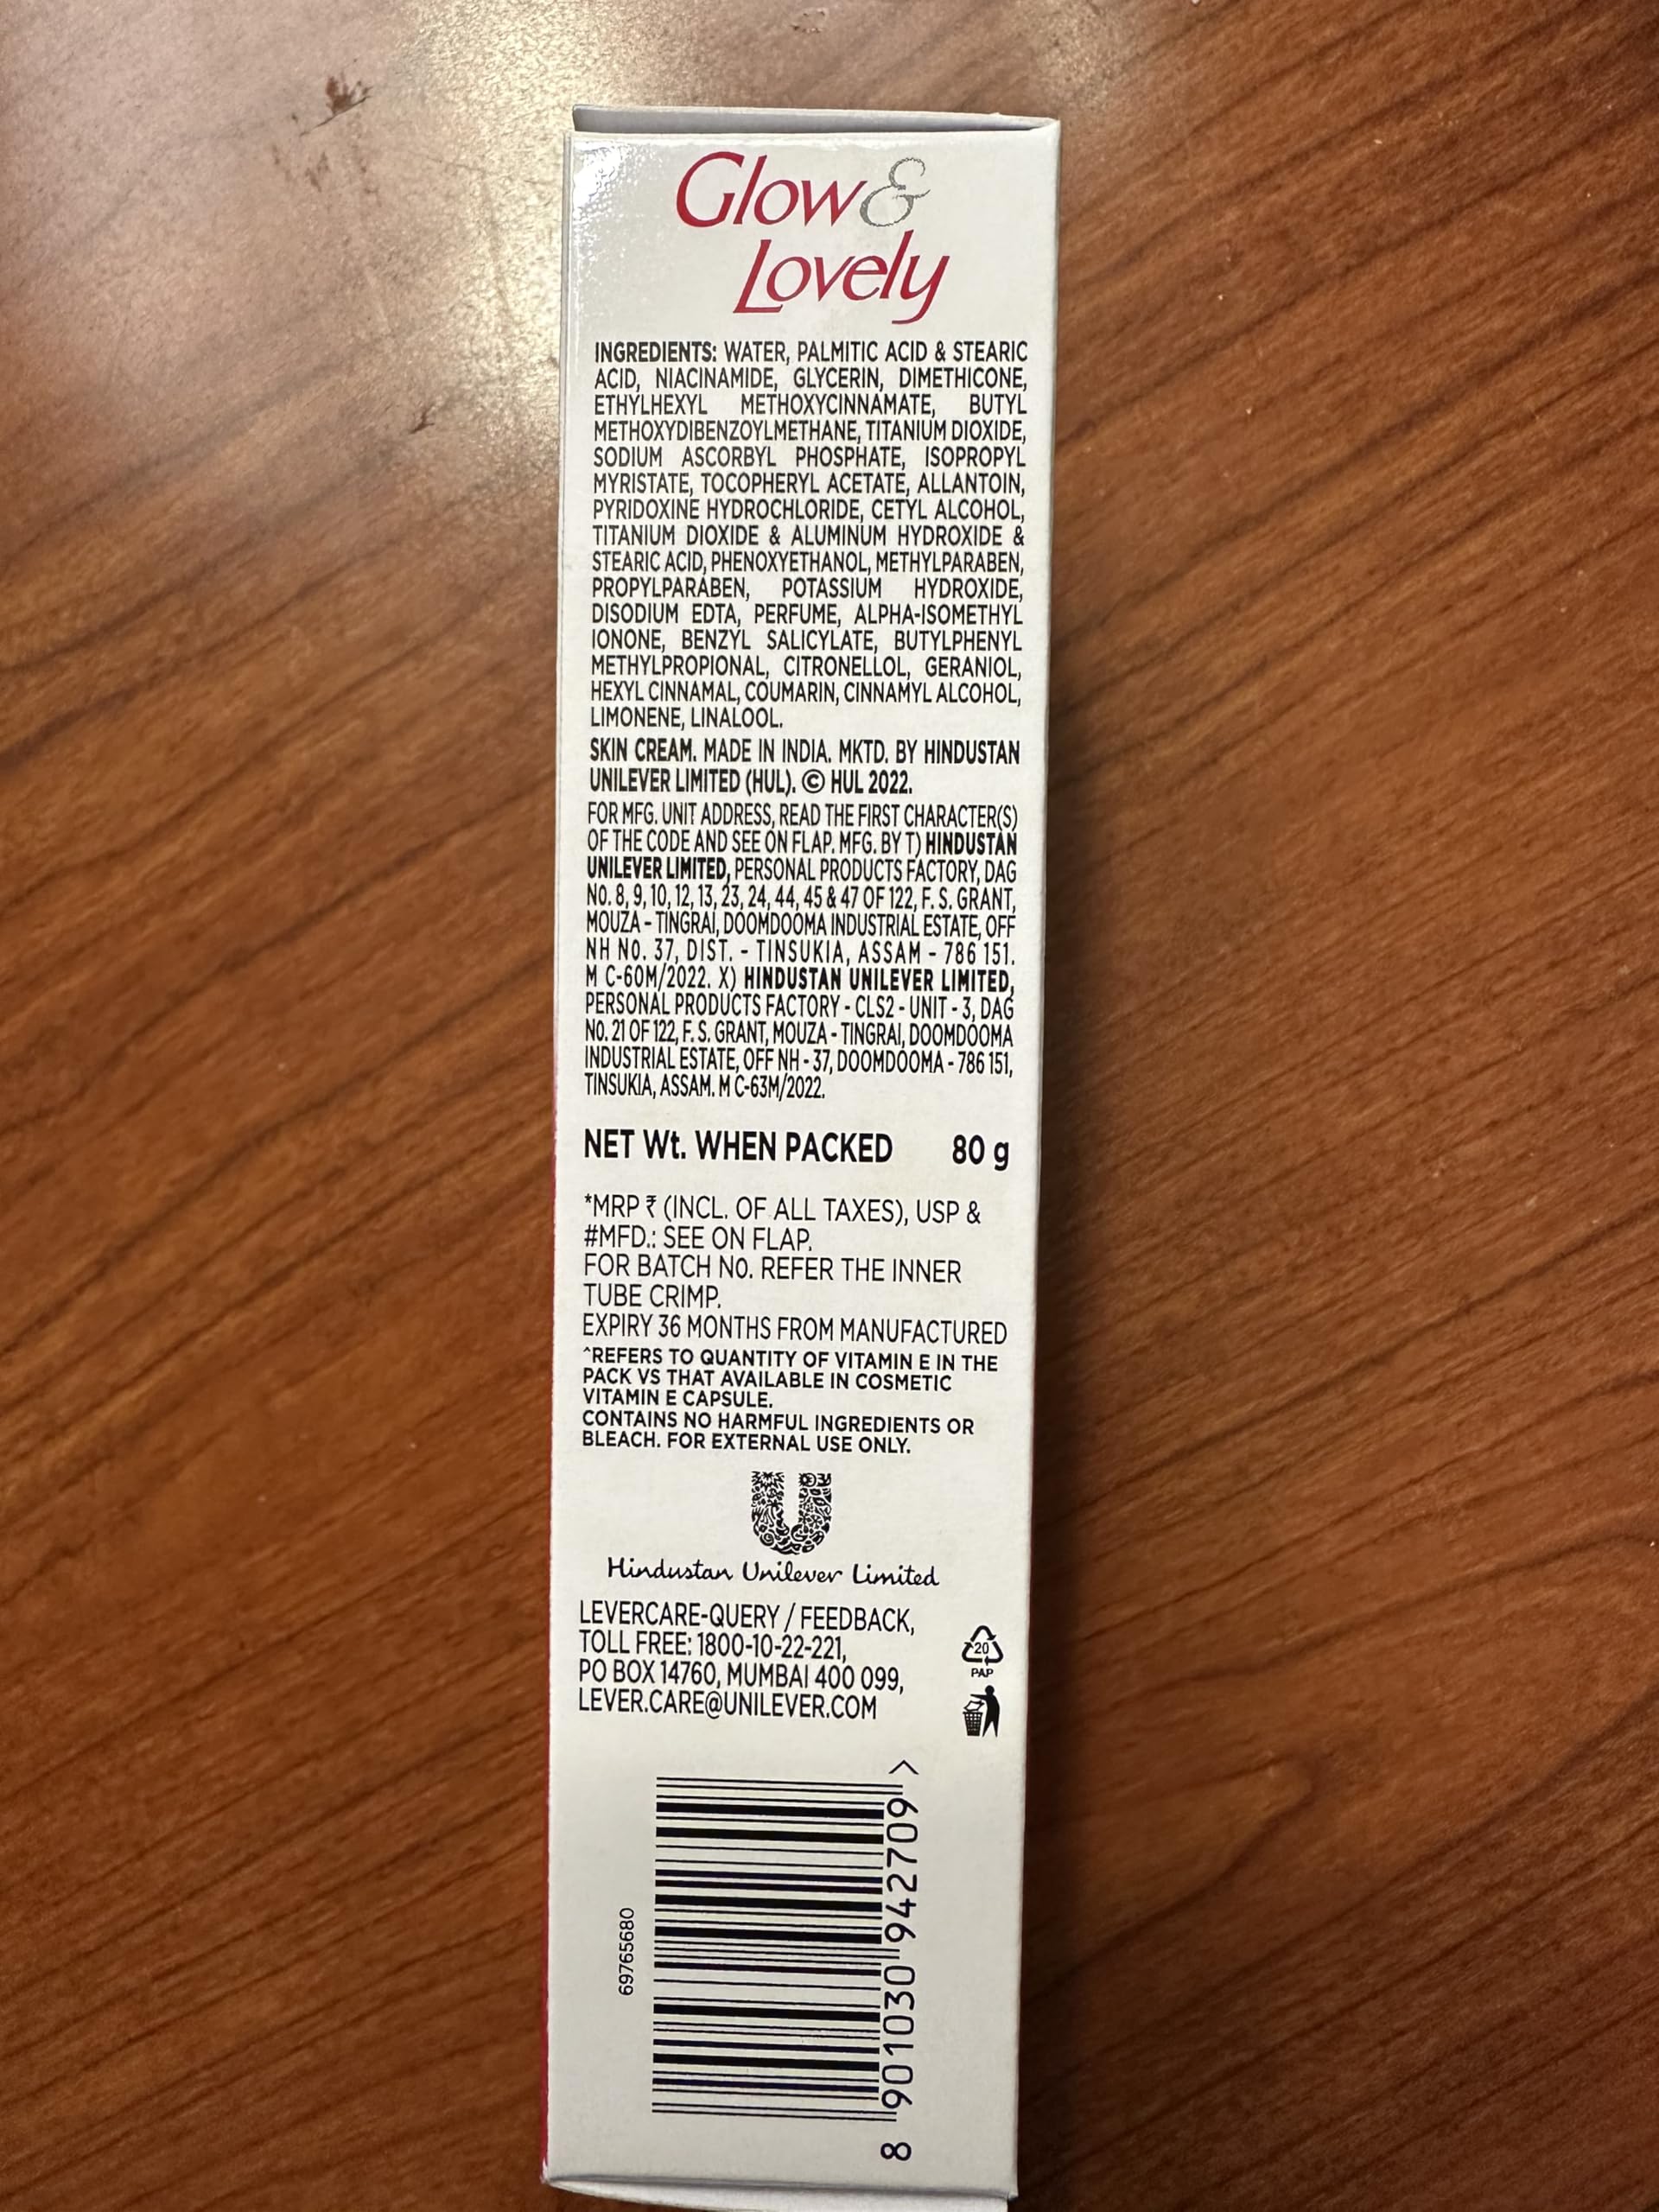 Glow &
Lovely
INGREDIENTS: WATER, PALMITIC ACID & STEARIC
ACID, NIACINAMIDE, GLYCERIN, DIMETHICONE,
ETHYLHEXYL METHOXYCINNAMATE, BUTYL
METHOXYDIBENZOYLMETHANE, TITANIUM DIOXIDE,
SODIUM ASCORBYL PHOSPHATE, ISOPROPYL
MYRISTATE, TOCOPHERYL ACETATE, ALLANTOIN,
PYRIDOXINE HYDROCHLORIDE, CETYL ALCOHOL,
TITANIUM DIOXIDE & ALUMINUM HYDROXIDE &
STEARIC ACID, PHENOXYETHANOL, METHYLPARABEN,
PROPYLPARABEN, POTASSIUM HYDROXIDE,
DISODIUM EDTA, PERFUME, ALPHA-ISOMETHYL
IONONE, BENZYL SALICYLATE, BUTYLPHENYL
METHYLPROPIONAL, CITRONELLOL, GERANIOL,
HEXYL CINNAMAL, COUMARIN, CINNAMYL ALCOHOL,
LIMONENE, LINALOOL.
SKIN CREAM. MADE IN INDIA. MKTD. BY HINDUSTAN
UNILEVER LIMITED (HUL). © HUL 2022.
FOR MFG. UNIT ADDRESS, READ THE FIRST CHARACTER(S)
OF THE CODE AND SEE ON FLAP. MFG. BY T) HINDUSTAN
UNILEVER LIMITED, PERSONAL PRODUCTS FACTORY, DAG
No. 8, 9, 10, 12, 13, 23, 24, 44, 45 & 47 OF 122, F. S. GRANT,
MOUZA - TINGRAI, DOOMDOOMA INDUSTRIAL ESTATE, OFF
NH No. 37, DIST. - TINSUKIA, ASSAM - 786 151.
M C-60M/2022. X) HINDUSTAN UNILEVER LIMITED,
PERSONAL PRODUCTS FACTORY - CLS2 - UNIT - 3, DAG
No. 21 OF 122, F. S. GRANT, MOUZA - TINGRAI, DOOMDOOMA
INDUSTRIAL ESTATE, OFF NH - 37, DOOMDOOMA - 786 151,
TINSUKIA, ASSAM. M C-63M/2022.
NET Wt. WHEN PACKED 80 g
*MRP ₹ (INCL. OF ALL TAXES), USP &
#MFD.: SEE ON FLAP.
FOR BATCH No. REFER THE INNER
TUBE CRIMP.
EXPIRY 36 MONTHS FROM MANUFACTURED
^REFERS TO QUANTITY OF VITAMIN E IN THE
PACK VS THAT AVAILABLE IN COSMETIC
VITAMIN E CAPSULE.
CONTAINS NO HARMFUL INGREDIENTS OR
BLEACH. FOR EXTERNAL USE ONLY.
Hindustan Unilever Limited
LEVERCARE-QUERY / FEEDBACK,
TOLL FREE: 1800-10-22-221,
PO BOX 14760, MUMBAI 400 099,
LEVER.CARE@UNILEVER.COM
20
PAP
69765680
8 901030 942709 >